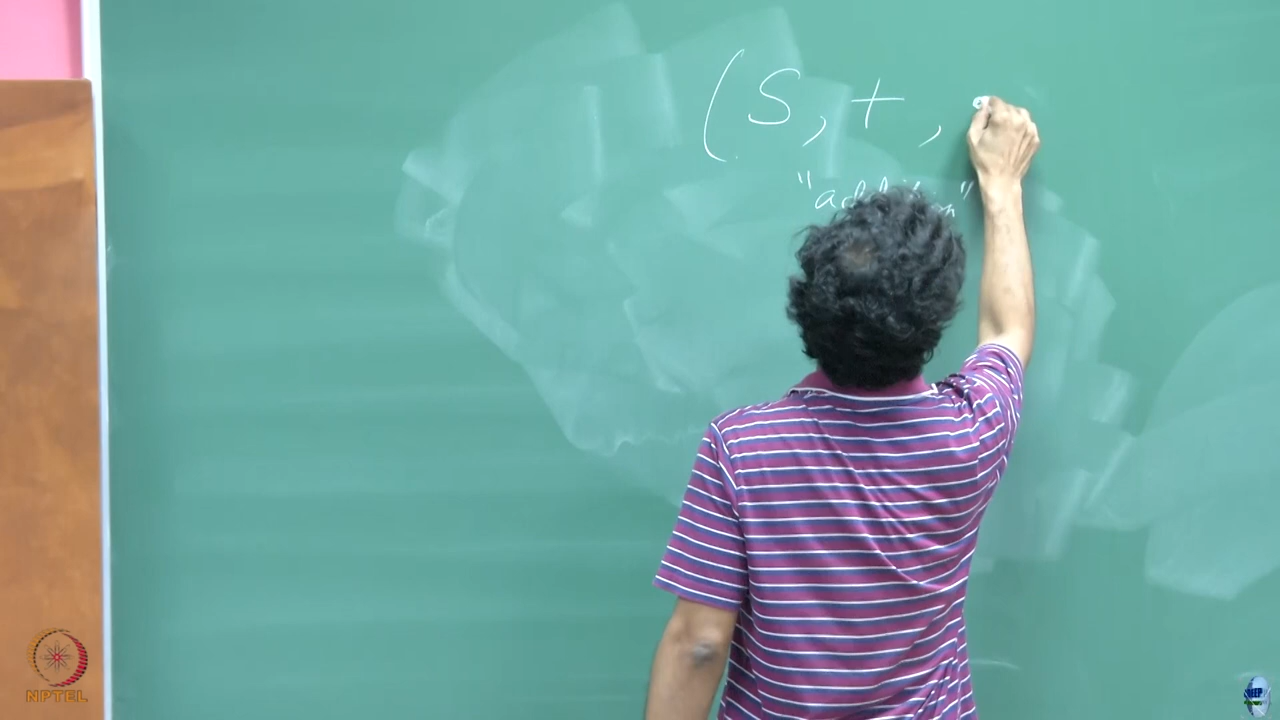 (S, + ,
"addition"
NPTEL